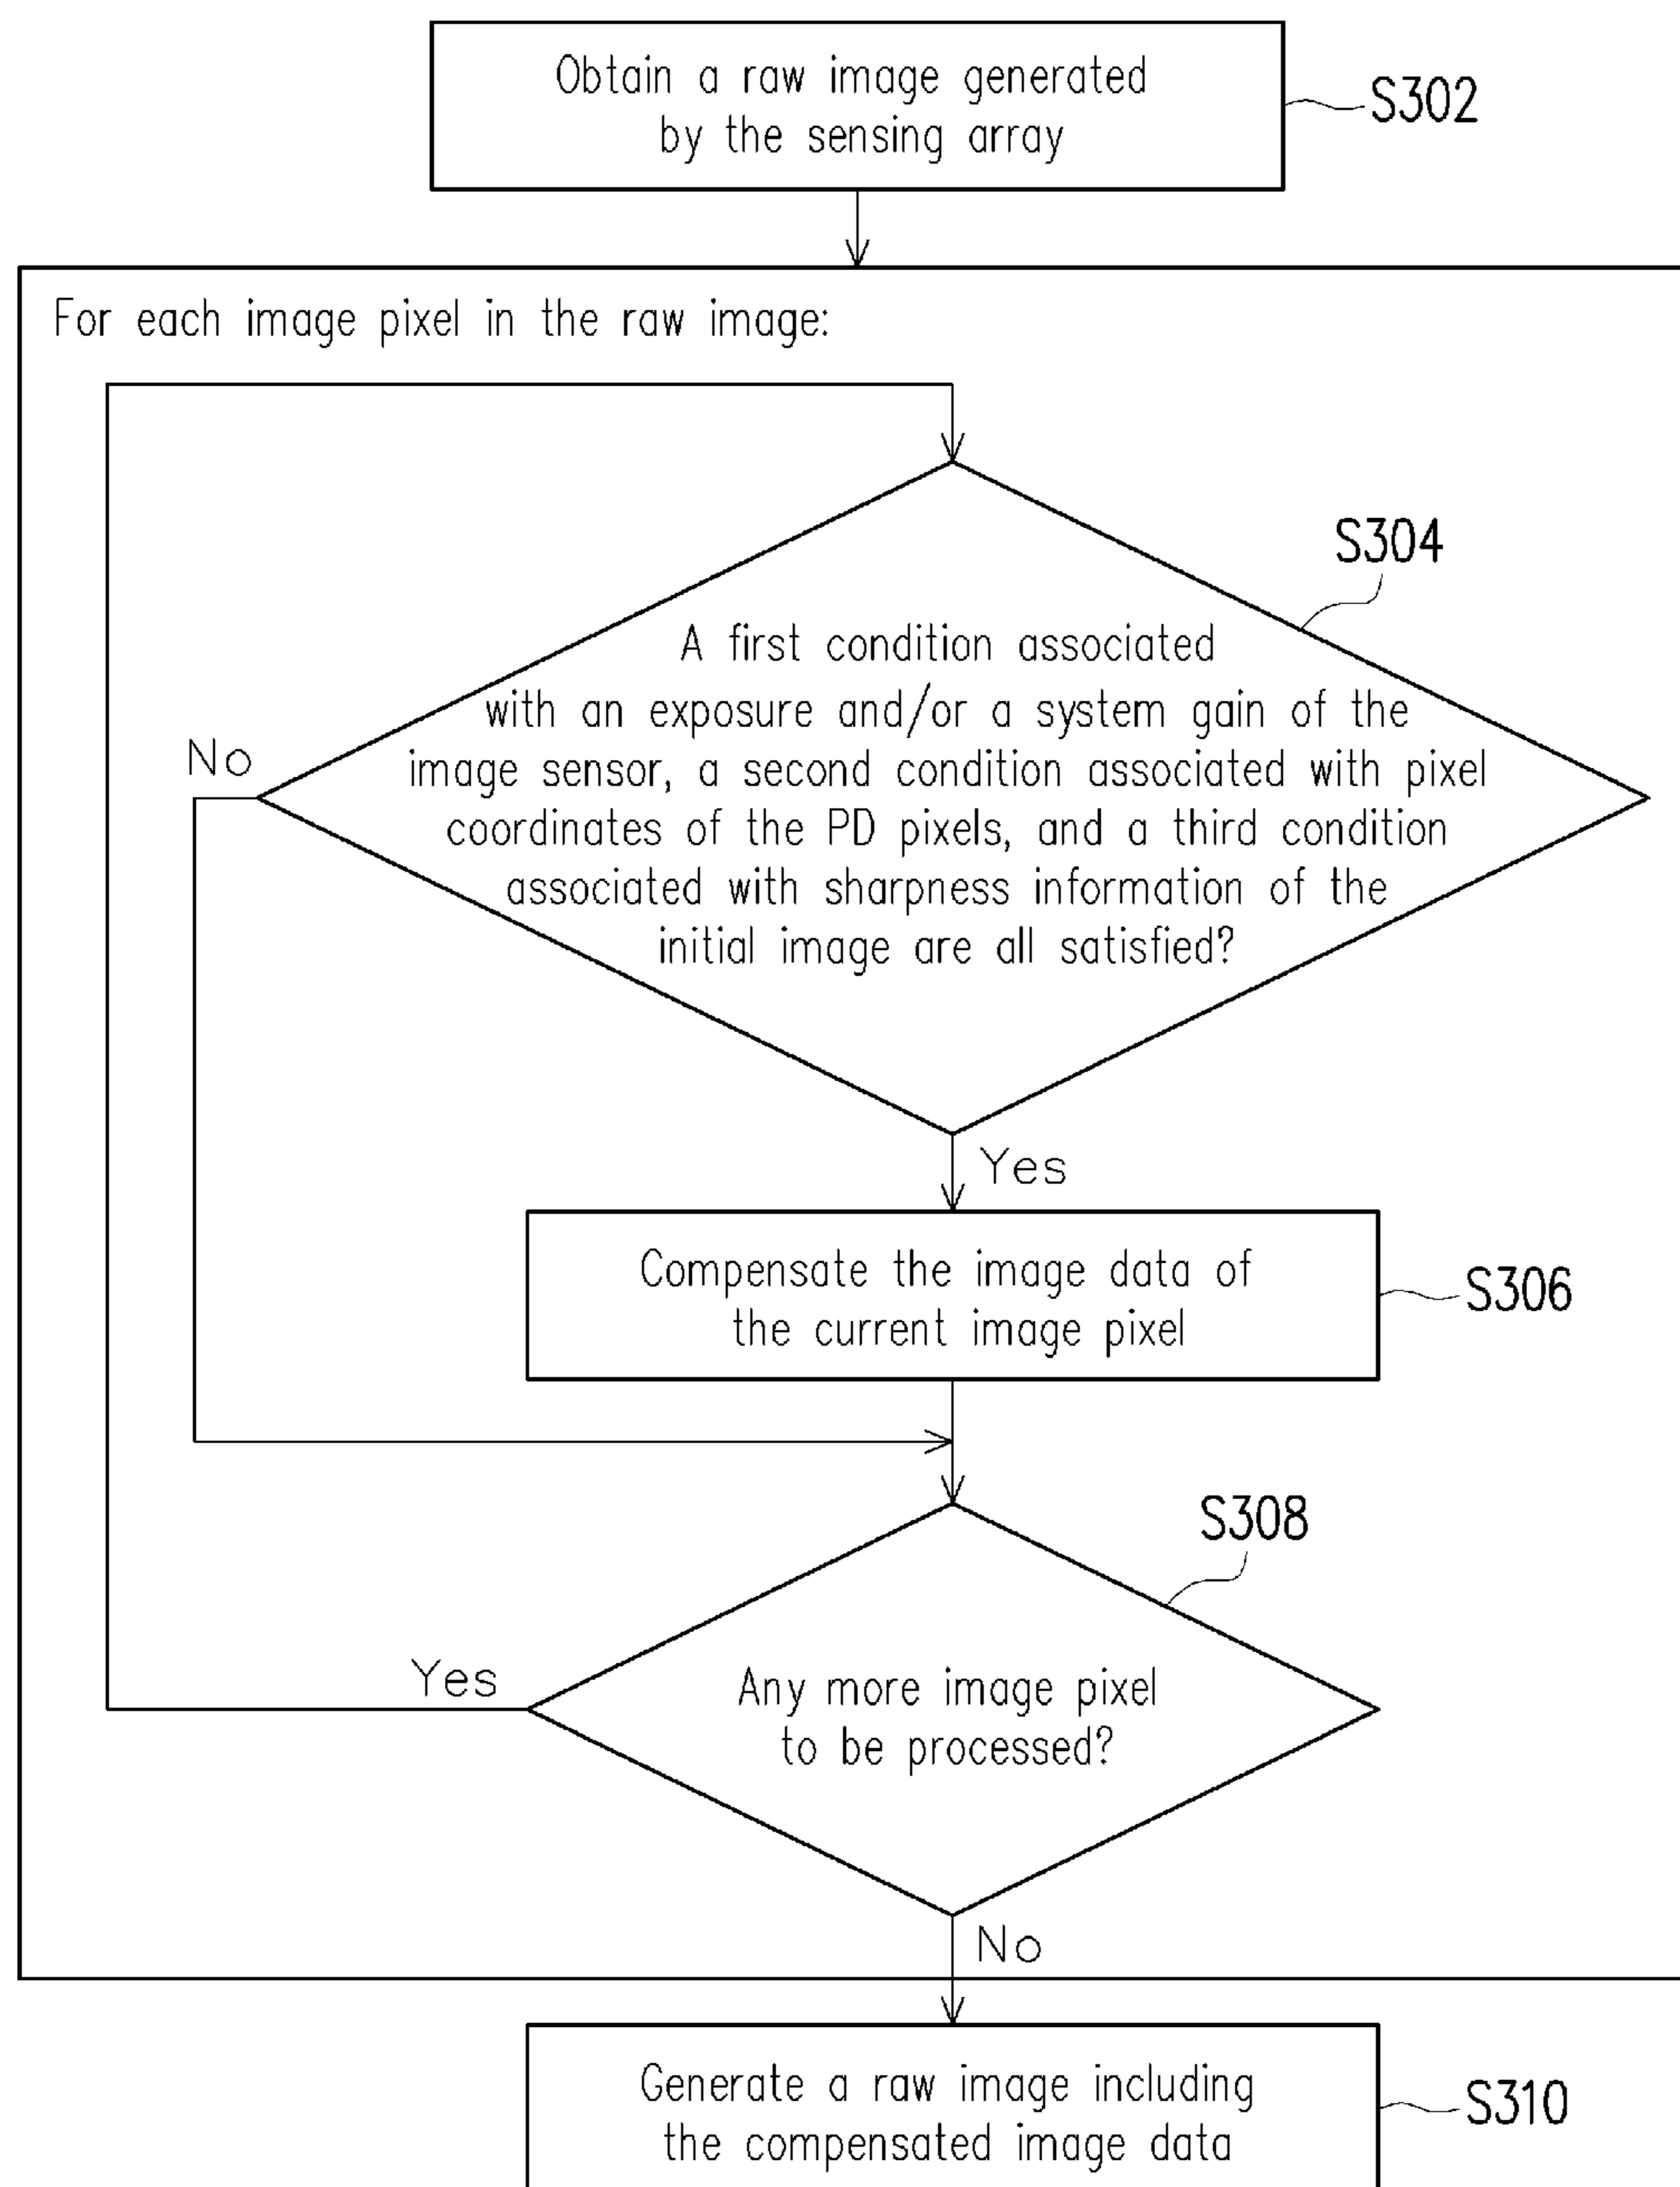 Obtain a raw image generated
by the sensing array
S302
For each image pixel in the raw image:
S304
A first condition associated
with an exposure and/or a system gain of the
image sensor, a second condition associated with pixel
coordinates of the PD pixels, and a third condition
associated with sharpness information of the
initial image are all satisfied?
No
Yes
Compensate the image data of
the current image pixel
S306
S308
Any more image pixel
to be processed?
Yes
No
Generate a raw image including
the compensated image data
S310